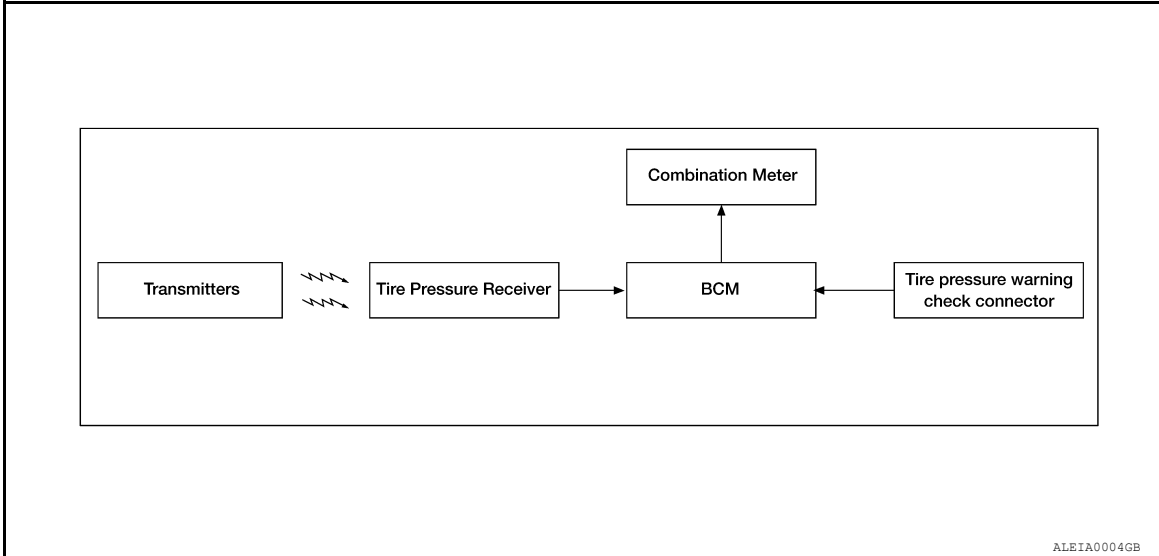 Combination Meter
Transmitters
Tire Pressure Receiver
BCM
Tire pressure warning
check connector
ALEIA0004GB